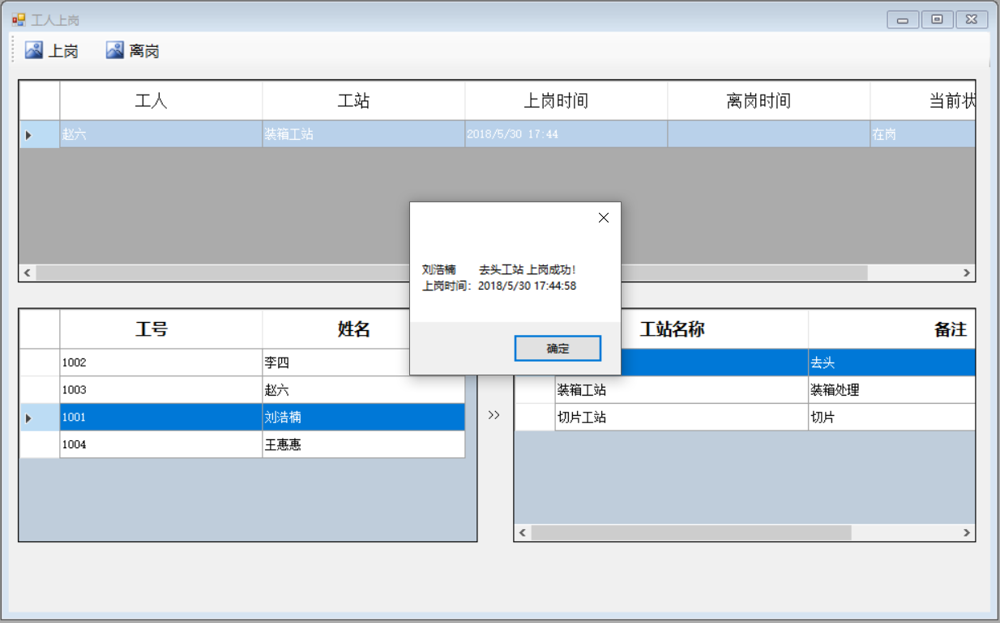 工人上岗
上岗 离岗
工人 工站 上岗时间 离岗时间 当前状
赵六 装箱工站 2018/5/30 17:44 在岗
刘浩楠 去头工站 上岗成功!
上岗时间: 2018/5/30 17:44:58
确定
工号 姓名
1002 李四
1003 赵六
1001 刘浩楠
1004 王惠惠
>>
工站名称 备注
去头
装箱工站 装箱处理
切片工站 切片